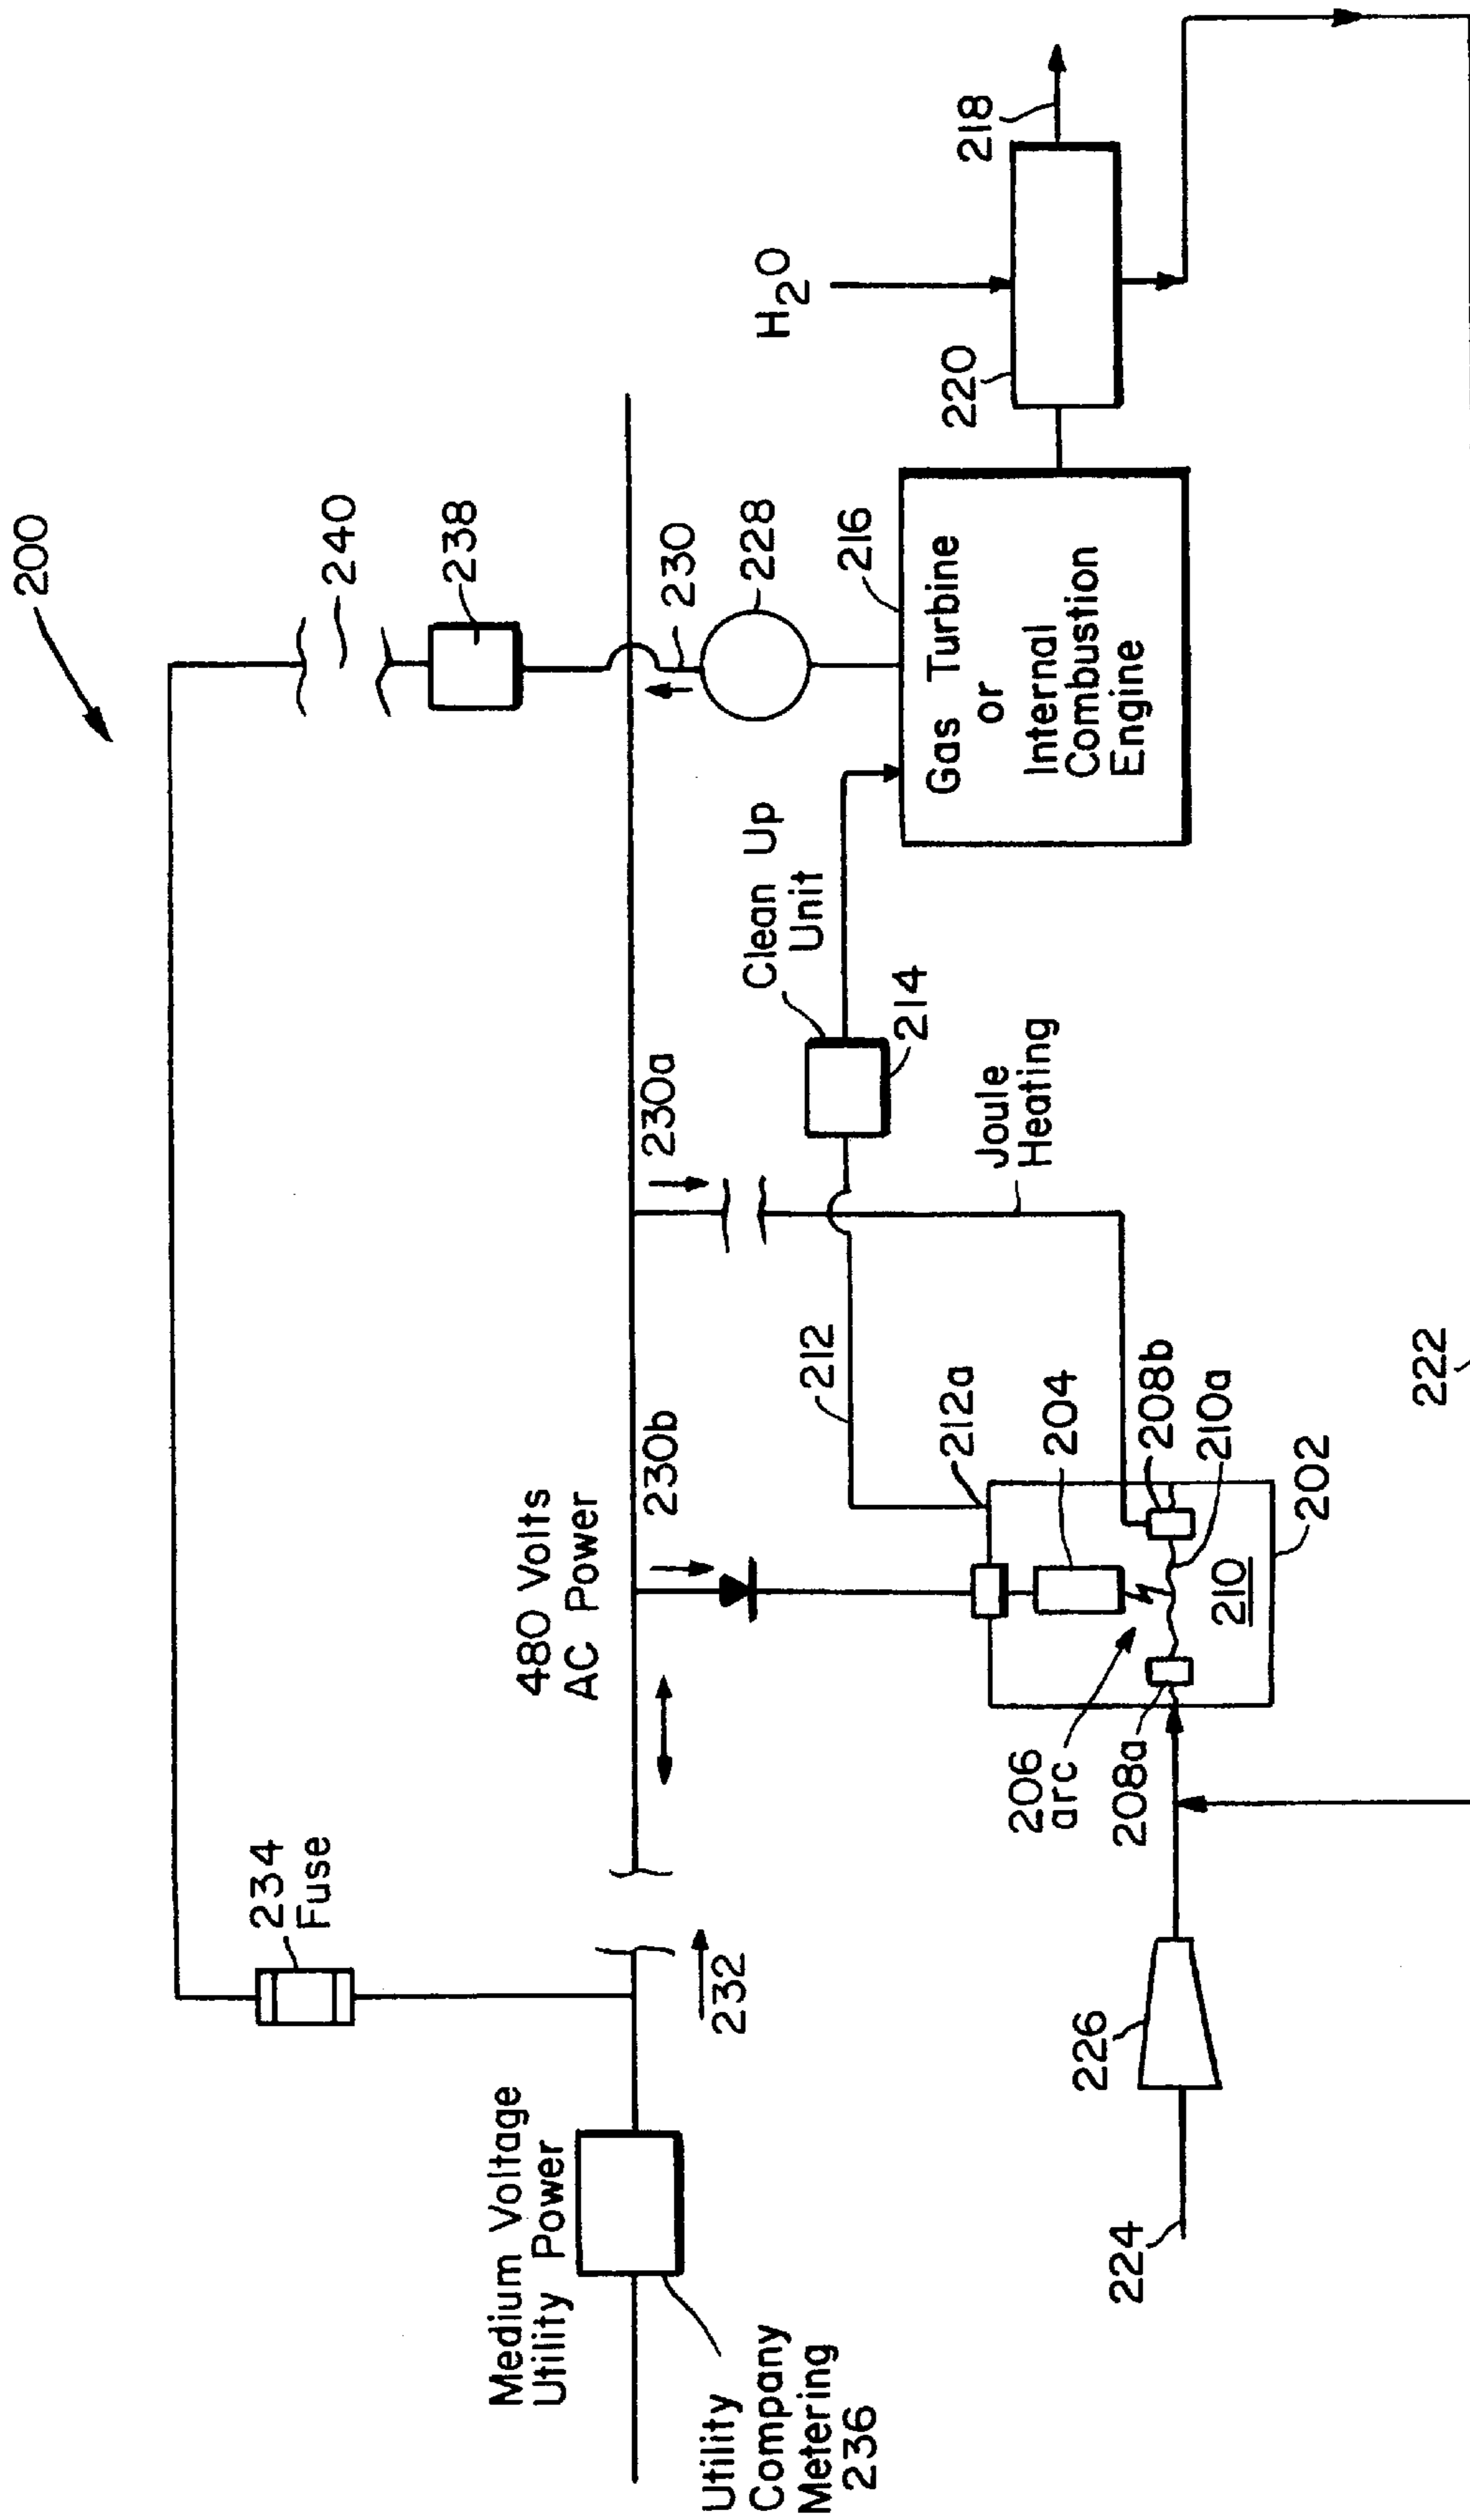 200
240
238
234
Fuse
Medium Voltage
Utility Power
480 Volts
AC Power
230b
230a
230
228
H2O
232
Utility
Company
Metering
236
212
Clean Up
Unit
214
216
Gas Turbine
or
Internal
Combustion
Engine
220
218
212a
204
Joule
Heating
206
arc
208a
208b
210a
210
202
226
224
222